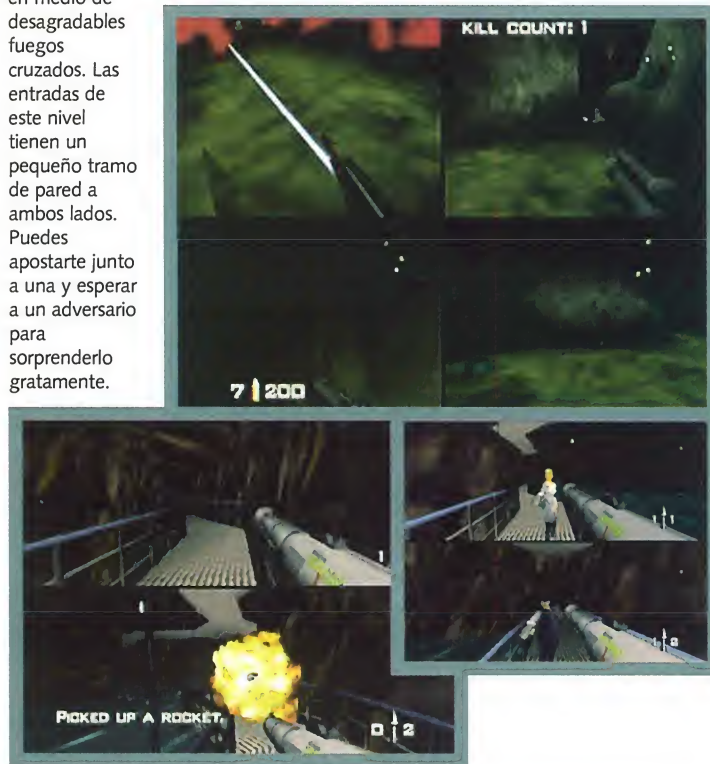 en medio de
desagradables
fuegos
cruzados. Las
entradas de
este nivel
tienen un
pequeño tramo
de pared a
ambos lados.
Puedes
apostarte junto
a una y esperar
a un adversario
para
sorprenderlo
gratamente.
KILL COUNT: 1
7 200
1
PICKED UP A ROCKET.
0 2
1 1
1 2